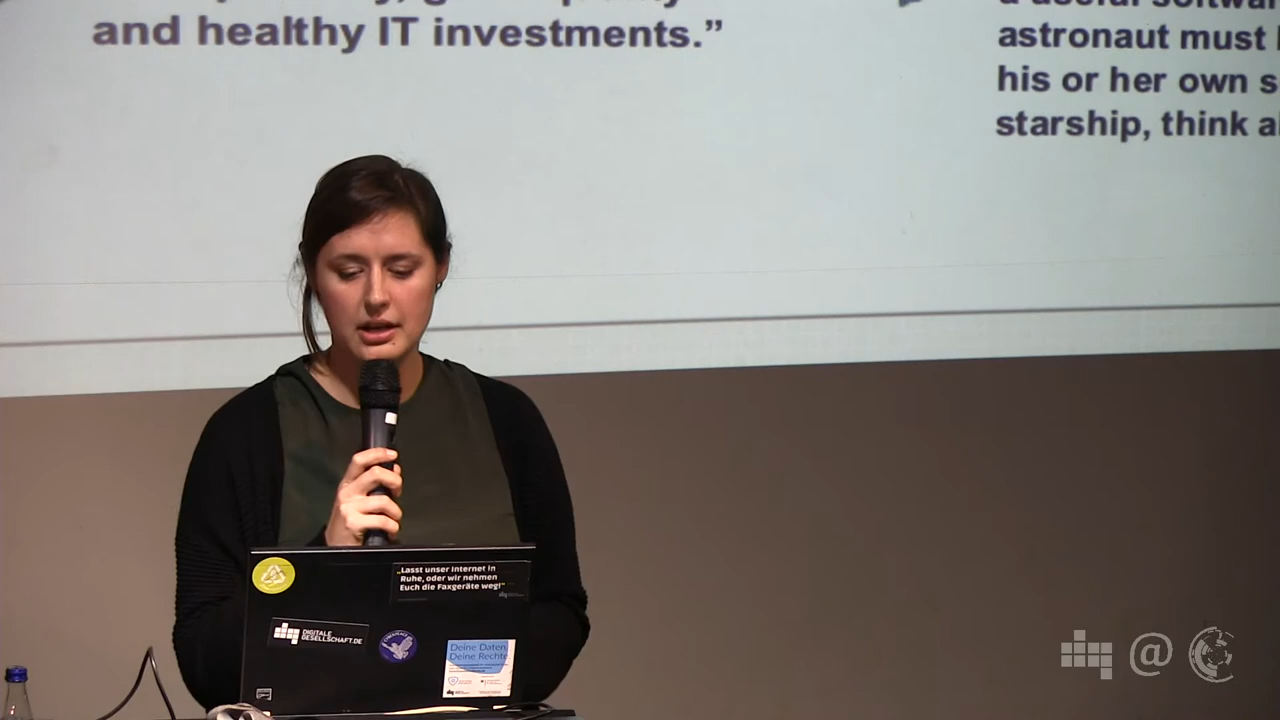 and healthy IT investments.”
astronaut must
his or her own s
starship, think a
„Lasst unser Internet in
Ruhe, oder wir nehmen
Euch die Faxgeräte weg!“
DIGITALE
GESELLSCHAFT.DE
Deine Daten
Deine Rechte
@